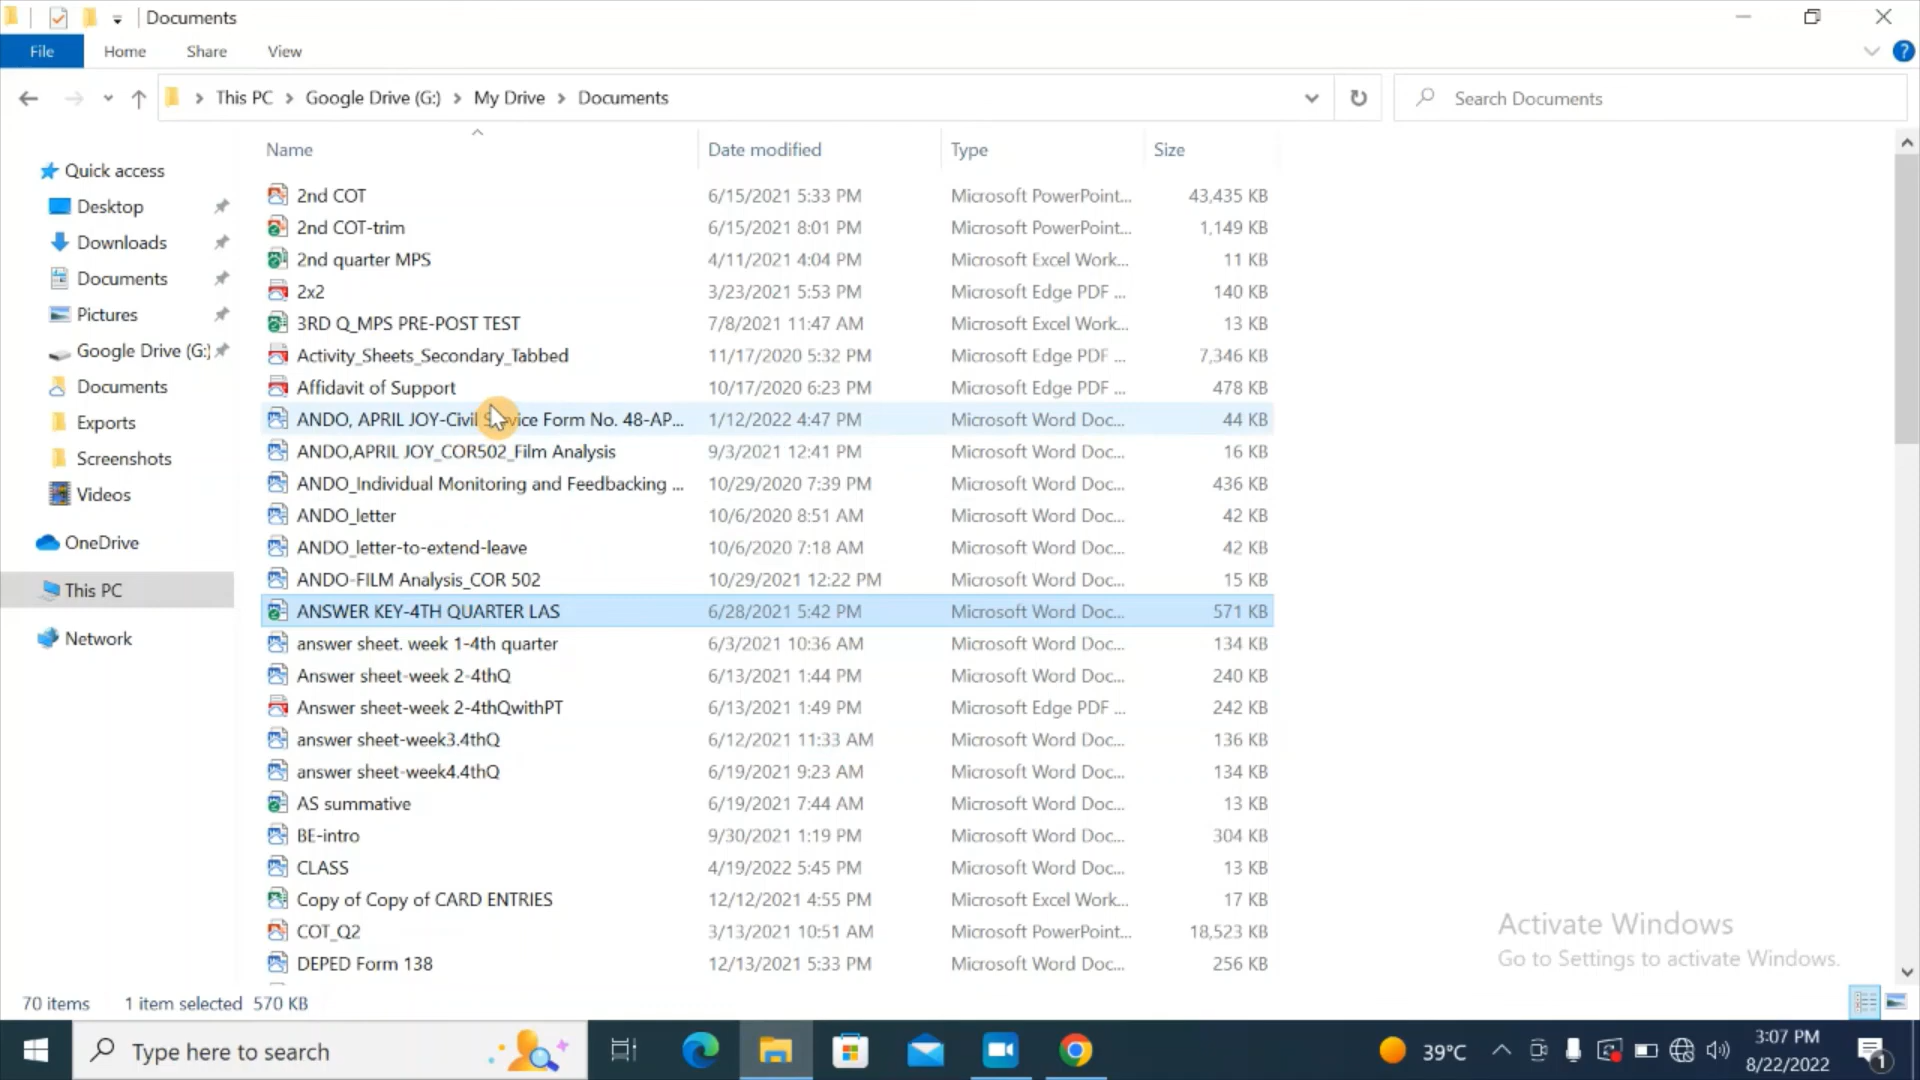 Documents
File Home Share View
This PC Google Drive (G:) My Drive Documents
Search Documents
Name Date modified Type Size
Quick access
Desktop
Downloads
Documents
Pictures
Google Drive (G:)
Documents
Exports
Screenshots
Videos
OneDrive
This PC
Network
2nd COT 6/15/2021 5:33 PM Microsoft PowerPoint... 43,435 KB
2nd COT-trim 6/15/2021 8:01 PM Microsoft PowerPoint... 1,149 KB
2nd quarter MPS 4/11/2021 4:04 PM Microsoft Excel Work... 11 KB
2x2 3/23/2021 5:53 PM Microsoft Edge PDF ... 140 KB
3RD Q_MPS PRE-POST TEST 7/8/2021 11:47 AM Microsoft Excel Work... 13 KB
Activity_Sheets_Secondary_Tabbed 11/17/2020 5:32 PM Microsoft Edge PDF ... 7,346 KB
Affidavit of Support 10/17/2020 6:23 PM Microsoft Edge PDF ... 478 KB
ANDO, APRIL JOY-Civil Service Form No. 48-AP... 1/12/2022 4:47 PM Microsoft Word Doc... 44 KB
ANDO,APRIL JOY_COR502_Film Analysis 9/3/2021 12:41 PM Microsoft Word Doc... 16 KB
ANDO_Individual Monitoring and Feedbacking ... 10/29/2020 7:39 PM Microsoft Word Doc... 436 KB
ANDO_letter 10/6/2020 8:51 AM Microsoft Word Doc... 42 KB
ANDO_letter-to-extend-leave 10/6/2020 7:18 AM Microsoft Word Doc... 42 KB
ANDO-FILM Analysis_COR 502 10/29/2021 12:22 PM Microsoft Word Doc... 15 KB
ANSWER KEY-4TH QUARTER LAS 6/28/2021 5:42 PM Microsoft Word Doc... 571 KB
answer sheet. week 1-4th quarter 6/3/2021 10:36 AM Microsoft Word Doc... 134 KB
Answer sheet-week 2-4thQ 6/13/2021 1:44 PM Microsoft Word Doc... 240 KB
Answer sheet-week 2-4thQwithPT 6/13/2021 1:49 PM Microsoft Edge PDF ... 242 KB
answer sheet-week3.4thQ 6/12/2021 11:33 AM Microsoft Word Doc... 136 KB
answer sheet-week4.4thQ 6/19/2021 9:23 AM Microsoft Word Doc... 134 KB
AS summative 6/19/2021 7:44 AM Microsoft Word Doc... 13 KB
BE-intro 9/30/2021 1:19 PM Microsoft Word Doc... 304 KB
CLASS 4/19/2022 5:45 PM Microsoft Word Doc... 13 KB
Copy of Copy of CARD ENTRIES 12/12/2021 4:55 PM Microsoft Excel Work... 17 KB
COT_Q2 3/13/2021 10:51 AM Microsoft PowerPoint... 18,523 KB
DEPED Form 138 12/13/2021 5:33 PM Microsoft Word Doc... 256 KB
Activate Windows
Go to Settings to activate Windows.
70 items 1 item selected 570 KB
Type here to search
39°C
3:07 PM
8/22/2022
1